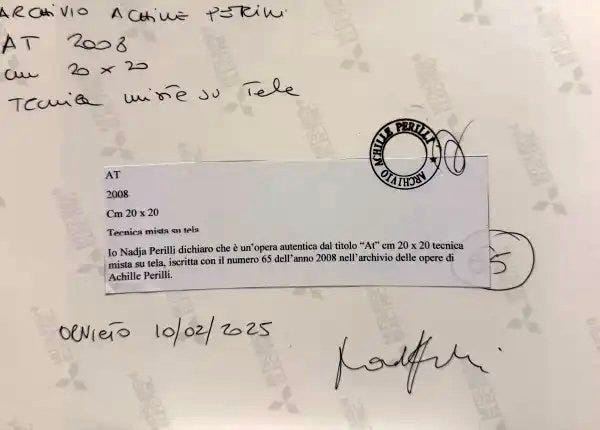 ARCHIVIO ACHILLE PERILLI
AT 2008
cm 20 x 20
TECNICA MISTA SU TELA
ARCHIVIO ACHILLE PERILLI
AT
2008
Cm 20 x 20
Tecnica mista su tela
Io Nadja Perilli dichiaro che è un'opera autentica dal titolo "At" cm 20 x 20 tecnica
mista su tela, iscritta con il numero 65 dell'anno 2008 nell'archivio delle opere di
Achille Perilli.
65
ORVIETO 10/02/2025